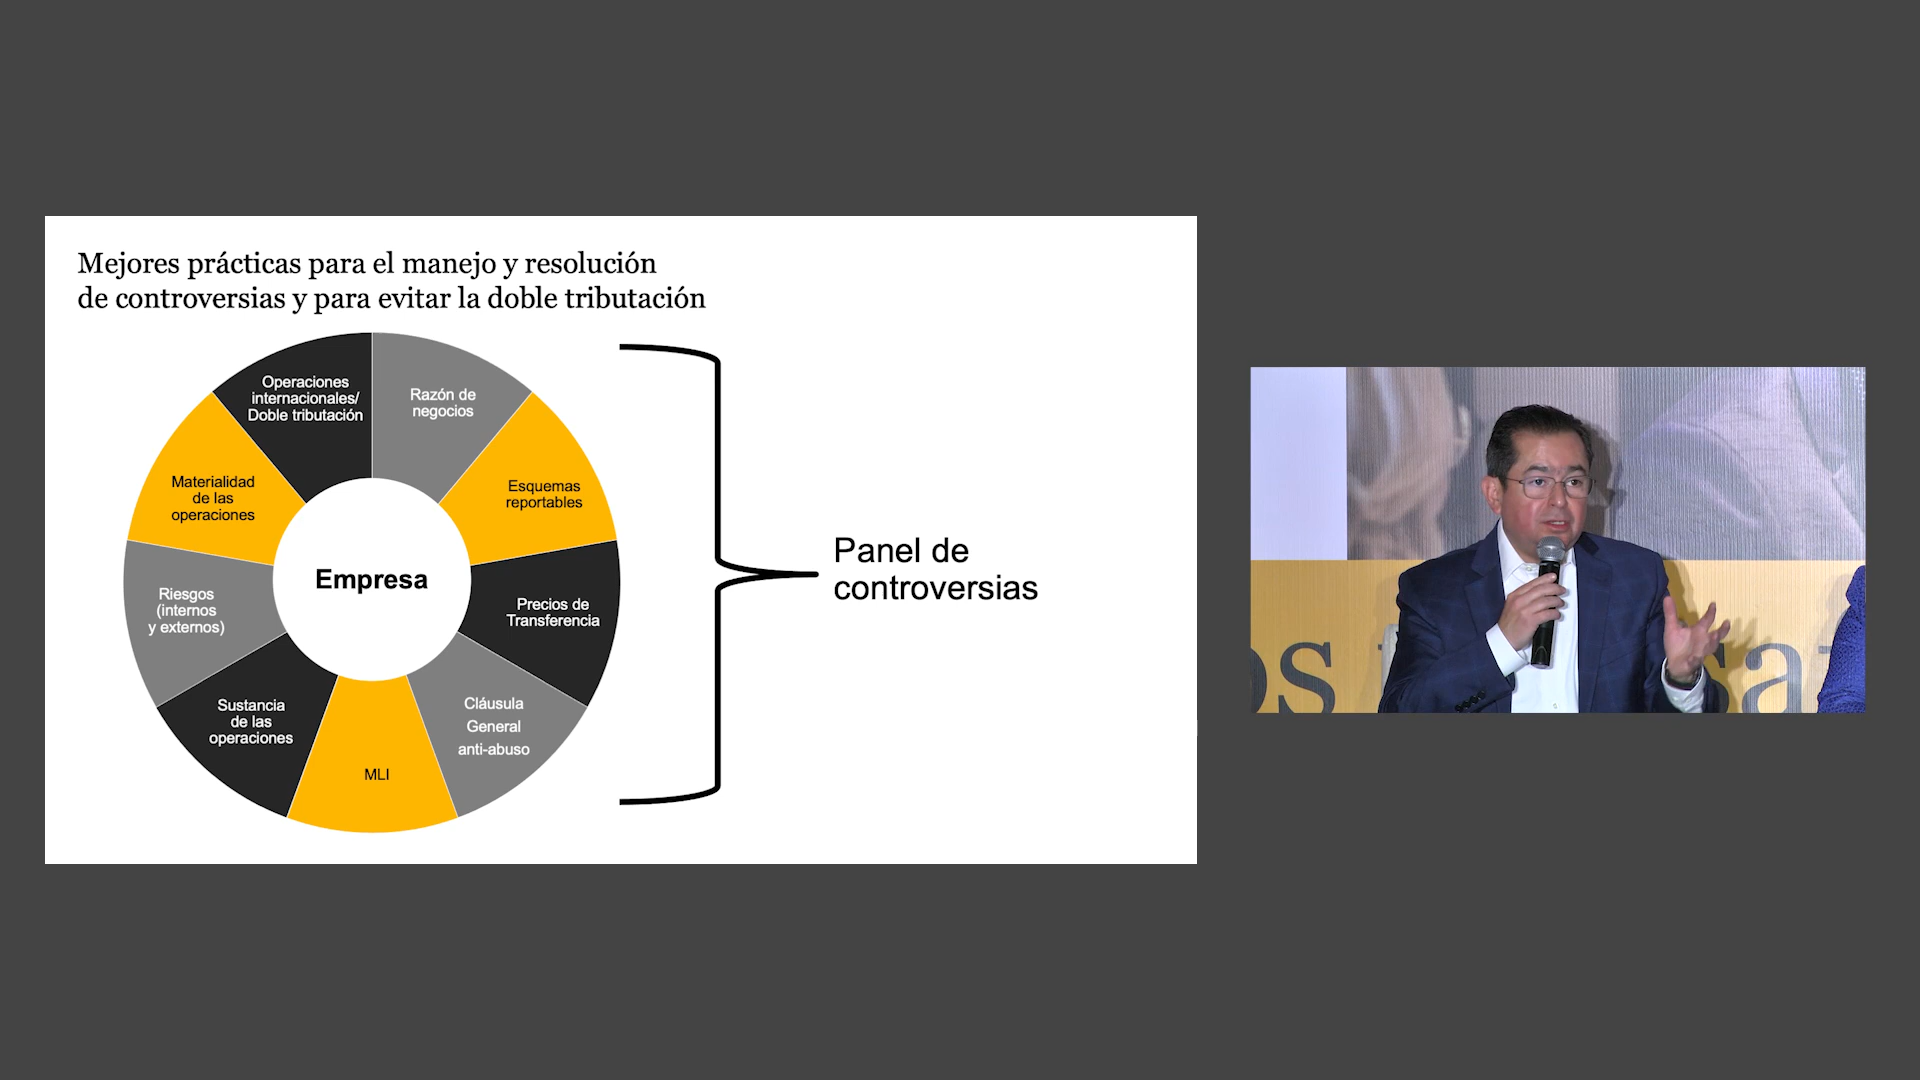 Mejores prácticas para el manejo y resolución
de controversias y para evitar la doble tributación
Operaciones
internacionales/
Doble tributación
Razón de
negocios
Esquemas
reportables
Precios de
Transferencia
Cláusula
General
anti-abuso
MLI
Sustancia
de las
operaciones
Riesgos
(internos
y externos)
Materialidad
de las
operaciones
Empresa
Panel de
controversias